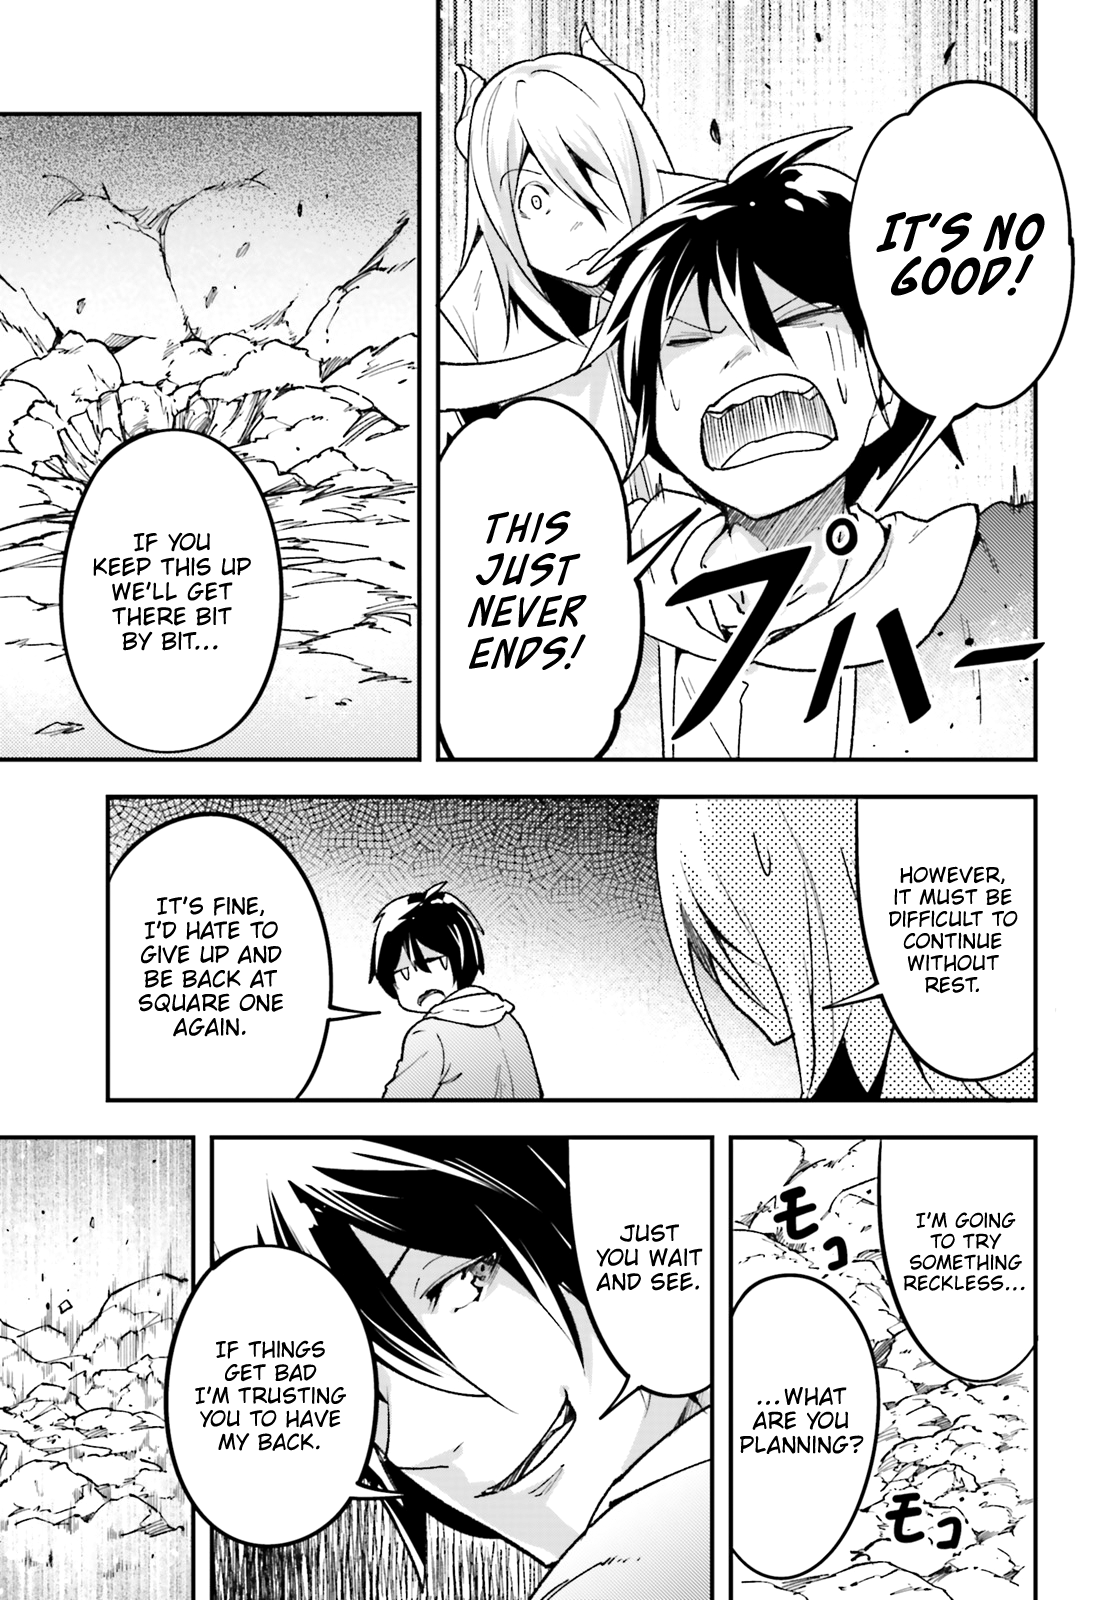 IT'S NO
GOOD!
THIS
JUST
NEVER
ENDS!
ブハー
IF YOU
KEEP THIS UP
WE'LL GET
THERE BIT
BY BIT...
HOWEVER,
IT MUST BE
DIFFICULT TO
CONTINUE
WITHOUT
REST.
IT'S FINE,
I'D HATE TO
GIVE UP AND
BE BACK AT
SQUARE ONE
AGAIN.
I'M GOING
TO TRY
SOMETHING
RECKLESS...
モコ
...WHAT
ARE YOU
PLANNING?
モコ
JUST
YOU WAIT
AND SEE.
IF THINGS
GET BAD
I'M TRUSTING
YOU TO HAVE
MY BACK.